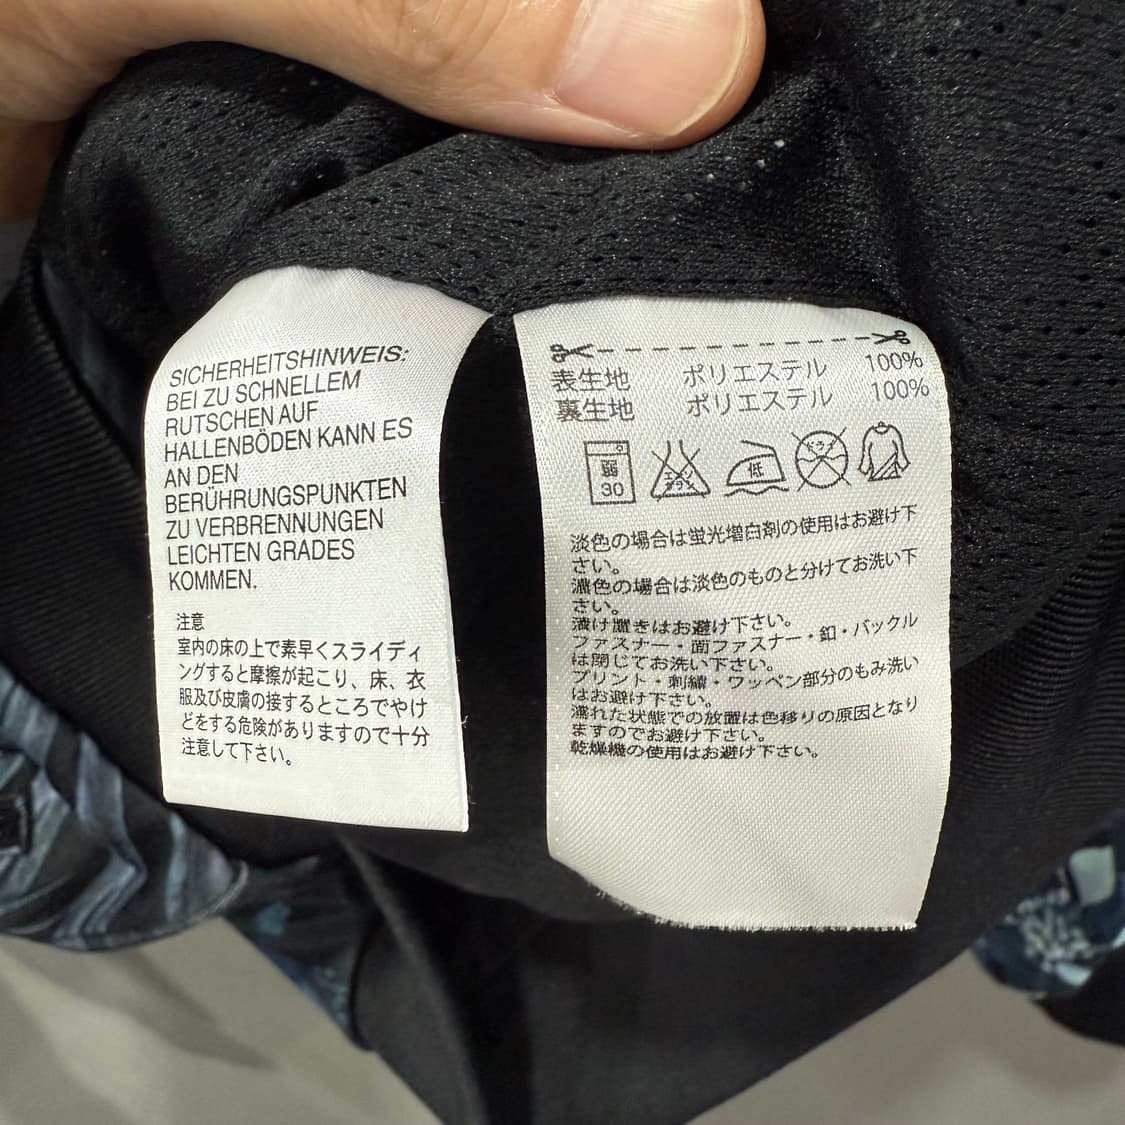 SICHERHEITSHINWEIS:
BEI ZU SCHNELLEM
RUTSCHEN AUF
HALLENBÖDEN KANN ES
AN DEN
BERÜHRUNGSPUNKTEN
ZU VERBRENNUNGEN
LEICHTEN GRADES
KOMMEN.
注意
室内の床の上で素早くスライディ
ングすると摩擦が起こり、床、衣
服及び皮膚の接するところでやけ
どをする危険がありますので十分
注意して下さい。
表生地 ポリエステル 100%
裏生地 ポリエステル 100%
弱 30 エンソ サラシ 低 ドライ
淡色の場合は蛍光増白剤の使用はお避け下
さい。
濃色の場合は淡色のものと分けてお洗い下
さい。
漬け置きはお避け下さい。
ファスナー・面ファスナー・釦・バックル
は閉じてお洗い下さい。
プリント・刺繍・ワッペン部分のもみ洗い
はお避け下さい。
濡れた状態での放置は色移りの原因となり
ますのでお避け下さい。
乾燥機の使用はお避け下さい。